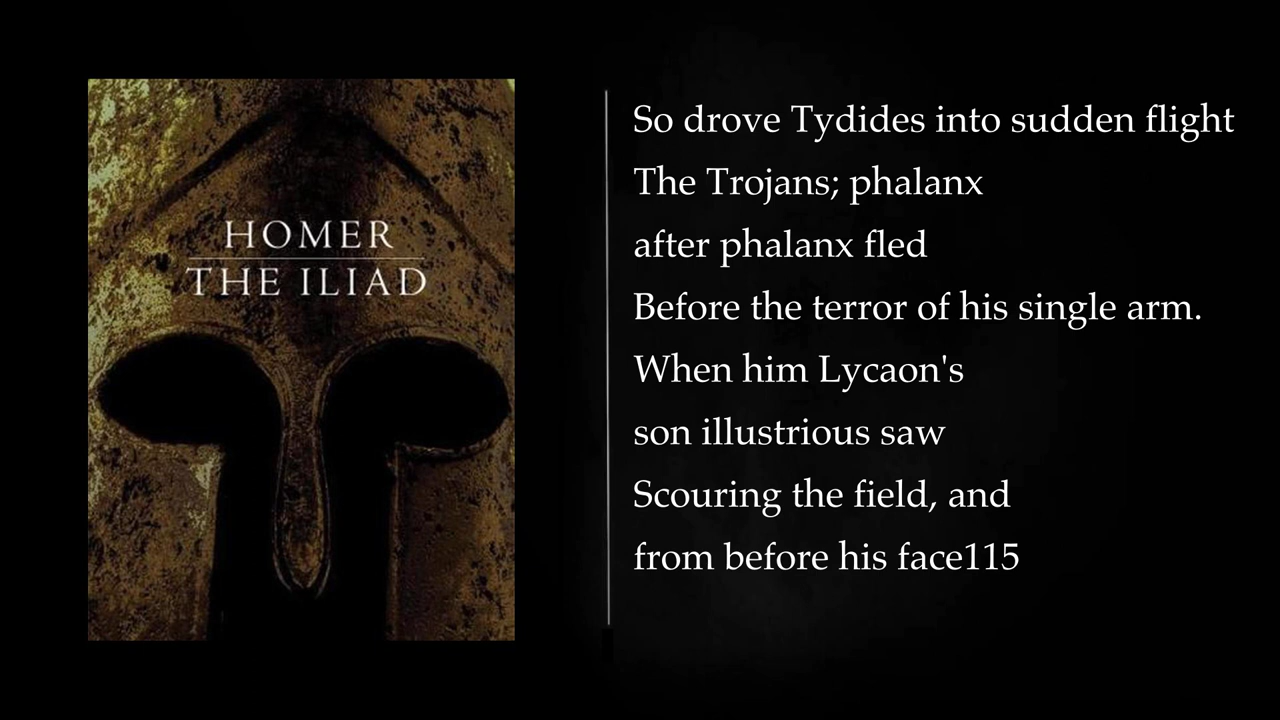 HOMER
THE ILIAD
So drove Tydides into sudden flight
The Trojans; phalanx
after phalanx fled
Before the terror of his single arm.
When him Lycaon's
son illustrious saw
Scouring the field, and
from before his face115